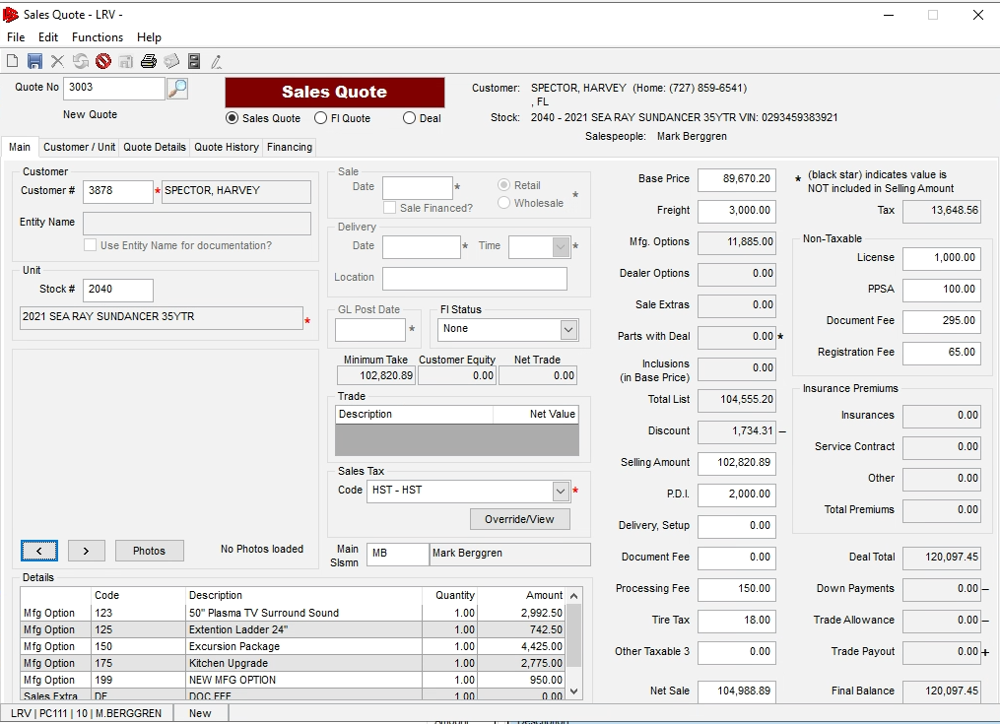 Sales Quote - LRV -
File Edit Functions Help
Quote No 3003
New Quote
Sales Quote
Sales Quote FI Quote Deal
Customer: SPECTOR, HARVEY (Home: (727) 859-6541)
, FL
Stock: 2040 - 2021 SEA RAY SUNDANCER 35YTR VIN: 0293459383921
Salespeople: Mark Berggren
Main Customer / Unit Quote Details Quote History Financing
Customer
Customer # 3878 * SPECTOR, HARVEY
Entity Name
Use Entity Name for documentation?
Unit
Stock # 2040
2021 SEA RAY SUNDANCER 35YTR *
< > Photos No Photos loaded
Sale
Date * Retail
Sale Financed? Wholesale *
Delivery
Date * Time *
Location
GL Post Date *
FI Status
None
Minimum Take Customer Equity Net Trade
102,820.89 0.00 0.00
Trade
Description Net Value
Sales Tax
Code HST - HST *
Override/View
Main
Slsmn MB Mark Berggren
Base Price 89,670.20
Freight 3,000.00
Mfg. Options 11,885.00
Dealer Options 0.00
Sale Extras 0.00
Parts with Deal 0.00 *
Inclusions
(in Base Price) 0.00
Total List 104,555.20
Discount 1,734.31 –
Selling Amount 102,820.89
P.D.I. 2,000.00
Delivery, Setup 0.00
Document Fee 0.00
Processing Fee 150.00
Tire Tax 18.00
Other Taxable 3 0.00
Net Sale 104,988.89
* (black star) indicates value is
NOT included in Selling Amount
Tax 13,648.56
Non-Taxable
License 1,000.00
PPSA 100.00
Document Fee 295.00
Registration Fee 65.00
Insurance Premiums
Insurances 0.00
Service Contract 0.00
Other 0.00
Total Premiums 0.00
Deal Total 120,097.45
Down Payments 0.00 –
Trade Allowance 0.00 –
Trade Payout 0.00 +
Final Balance 120,097.45
Details
Code Description Quantity Amount
Mfg Option 123 50" Plasma TV Surround Sound 1.00 2,992.50
Mfg Option 125 Extention Ladder 24" 1.00 742.50
Mfg Option 150 Excursion Package 1.00 4,425.00
Mfg Option 175 Kitchen Upgrade 1.00 2,775.00
Mfg Option 199 NEW MFG OPTION 1.00 950.00
Sales Extra DF DOC FEE 1.00 0.00
LRV | PC111 | 10 | M.BERGGREN New